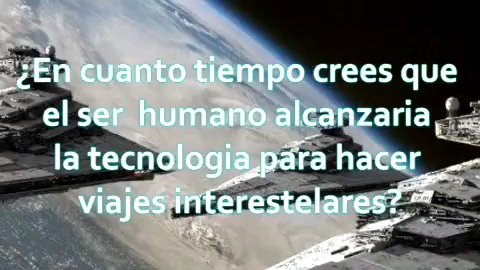 ¿En cuanto tiempo crees que
el ser humano alcanzaria
la tecnologia para hacer
viajes interestelares?